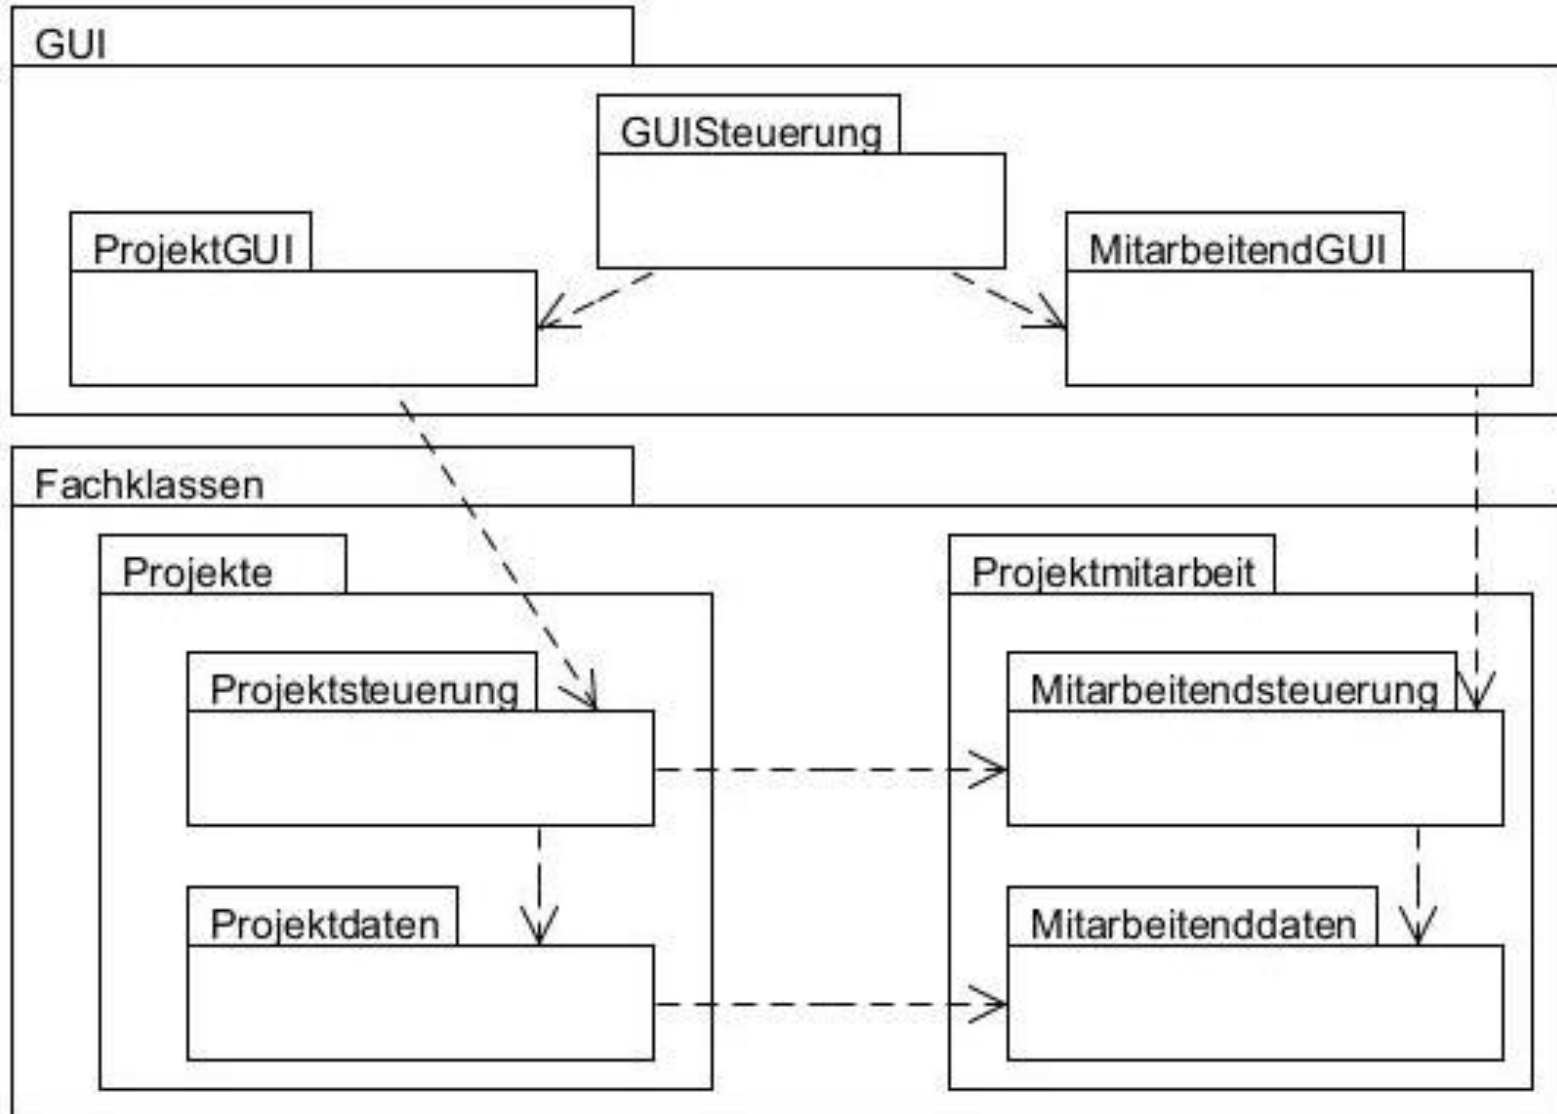 GUI
GUISteuerung
ProjektGUI
MitarbeitendGUI
Fachklassen
Projekte
Projektmitarbeit
Projektsteuerung
Mitarbeitendsteuerung
Projektdaten
Mitarbeitenddaten